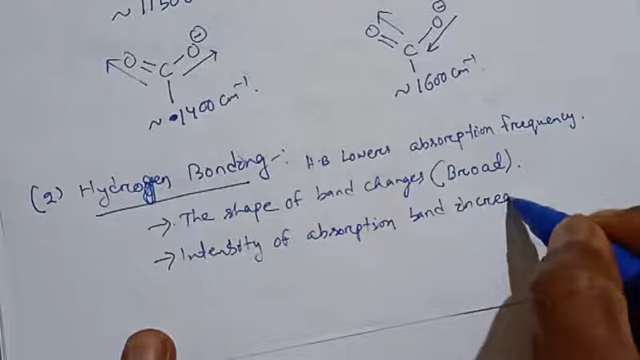 O=C-O⊖ O=C-O⊖
~ 1400 cm⁻¹. ~ 1600 cm⁻¹.
(2) Hydrogen Bonding -: H.B Lowers absorption frequency.
→ The shape of band changes (Broad).
→ Intensity of absorption band increa